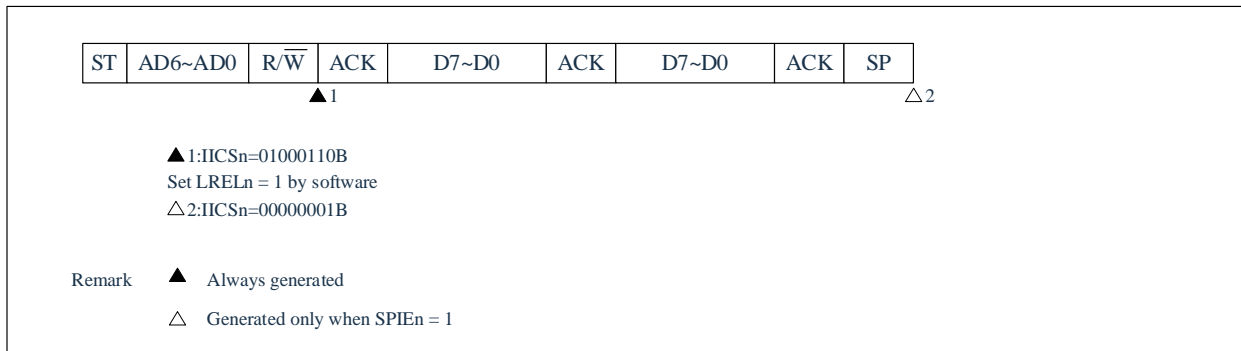 ST AD6~AD0 R/W̅ ACK D7~D0 ACK D7~D0 ACK SP
▲1 △2
▲1:IICSn=01000110B
Set LRELn = 1 by software
△2:IICSn=00000001B
Remark ▲ Always generated
△ Generated only when SPIEn = 1